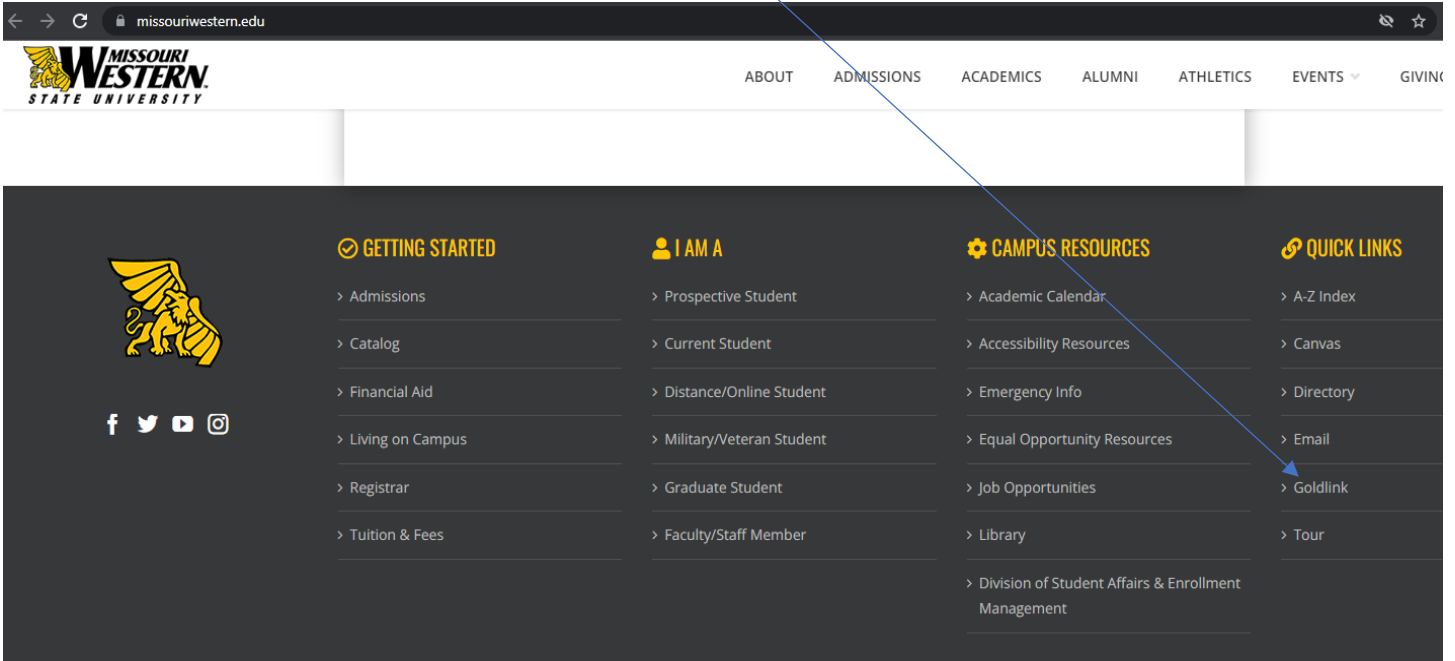 missouriwestern.edu
MISSOURI
WESTERN.
STATE UNIVERSITY
ABOUT ADMISSIONS ACADEMICS ALUMNI ATHLETICS EVENTS GIVING
GETTING STARTED
> Admissions
> Catalog
> Financial Aid
> Living on Campus
> Registrar
> Tuition & Fees
I AM A
> Prospective Student
> Current Student
> Distance/Online Student
> Military/Veteran Student
> Graduate Student
> Faculty/Staff Member
CAMPUS RESOURCES
> Academic Calendar
> Accessibility Resources
> Emergency Info
> Equal Opportunity Resources
> Job Opportunities
> Library
> Division of Student Affairs & Enrollment
Management
QUICK LINKS
> A-Z Index
> Canvas
> Directory
> Email
> Goldlink
> Tour